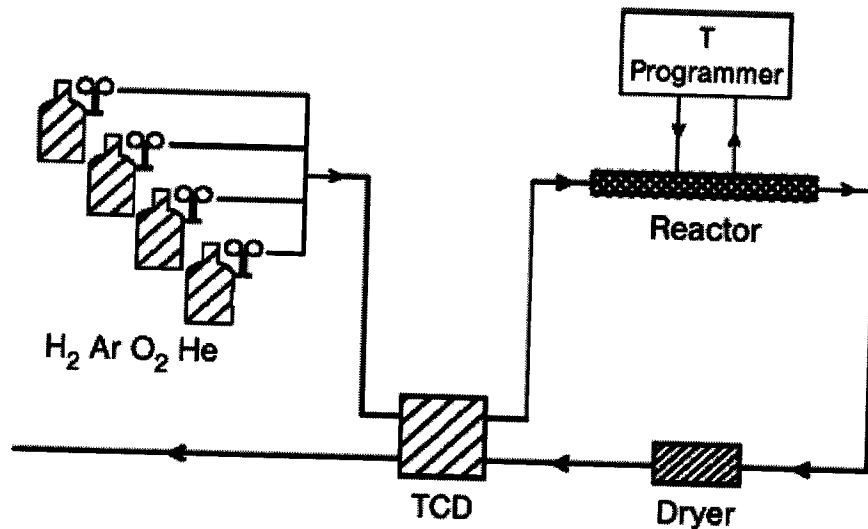 T
Programmer
Reactor
H₂ Ar O₂ He
TCD
Dryer